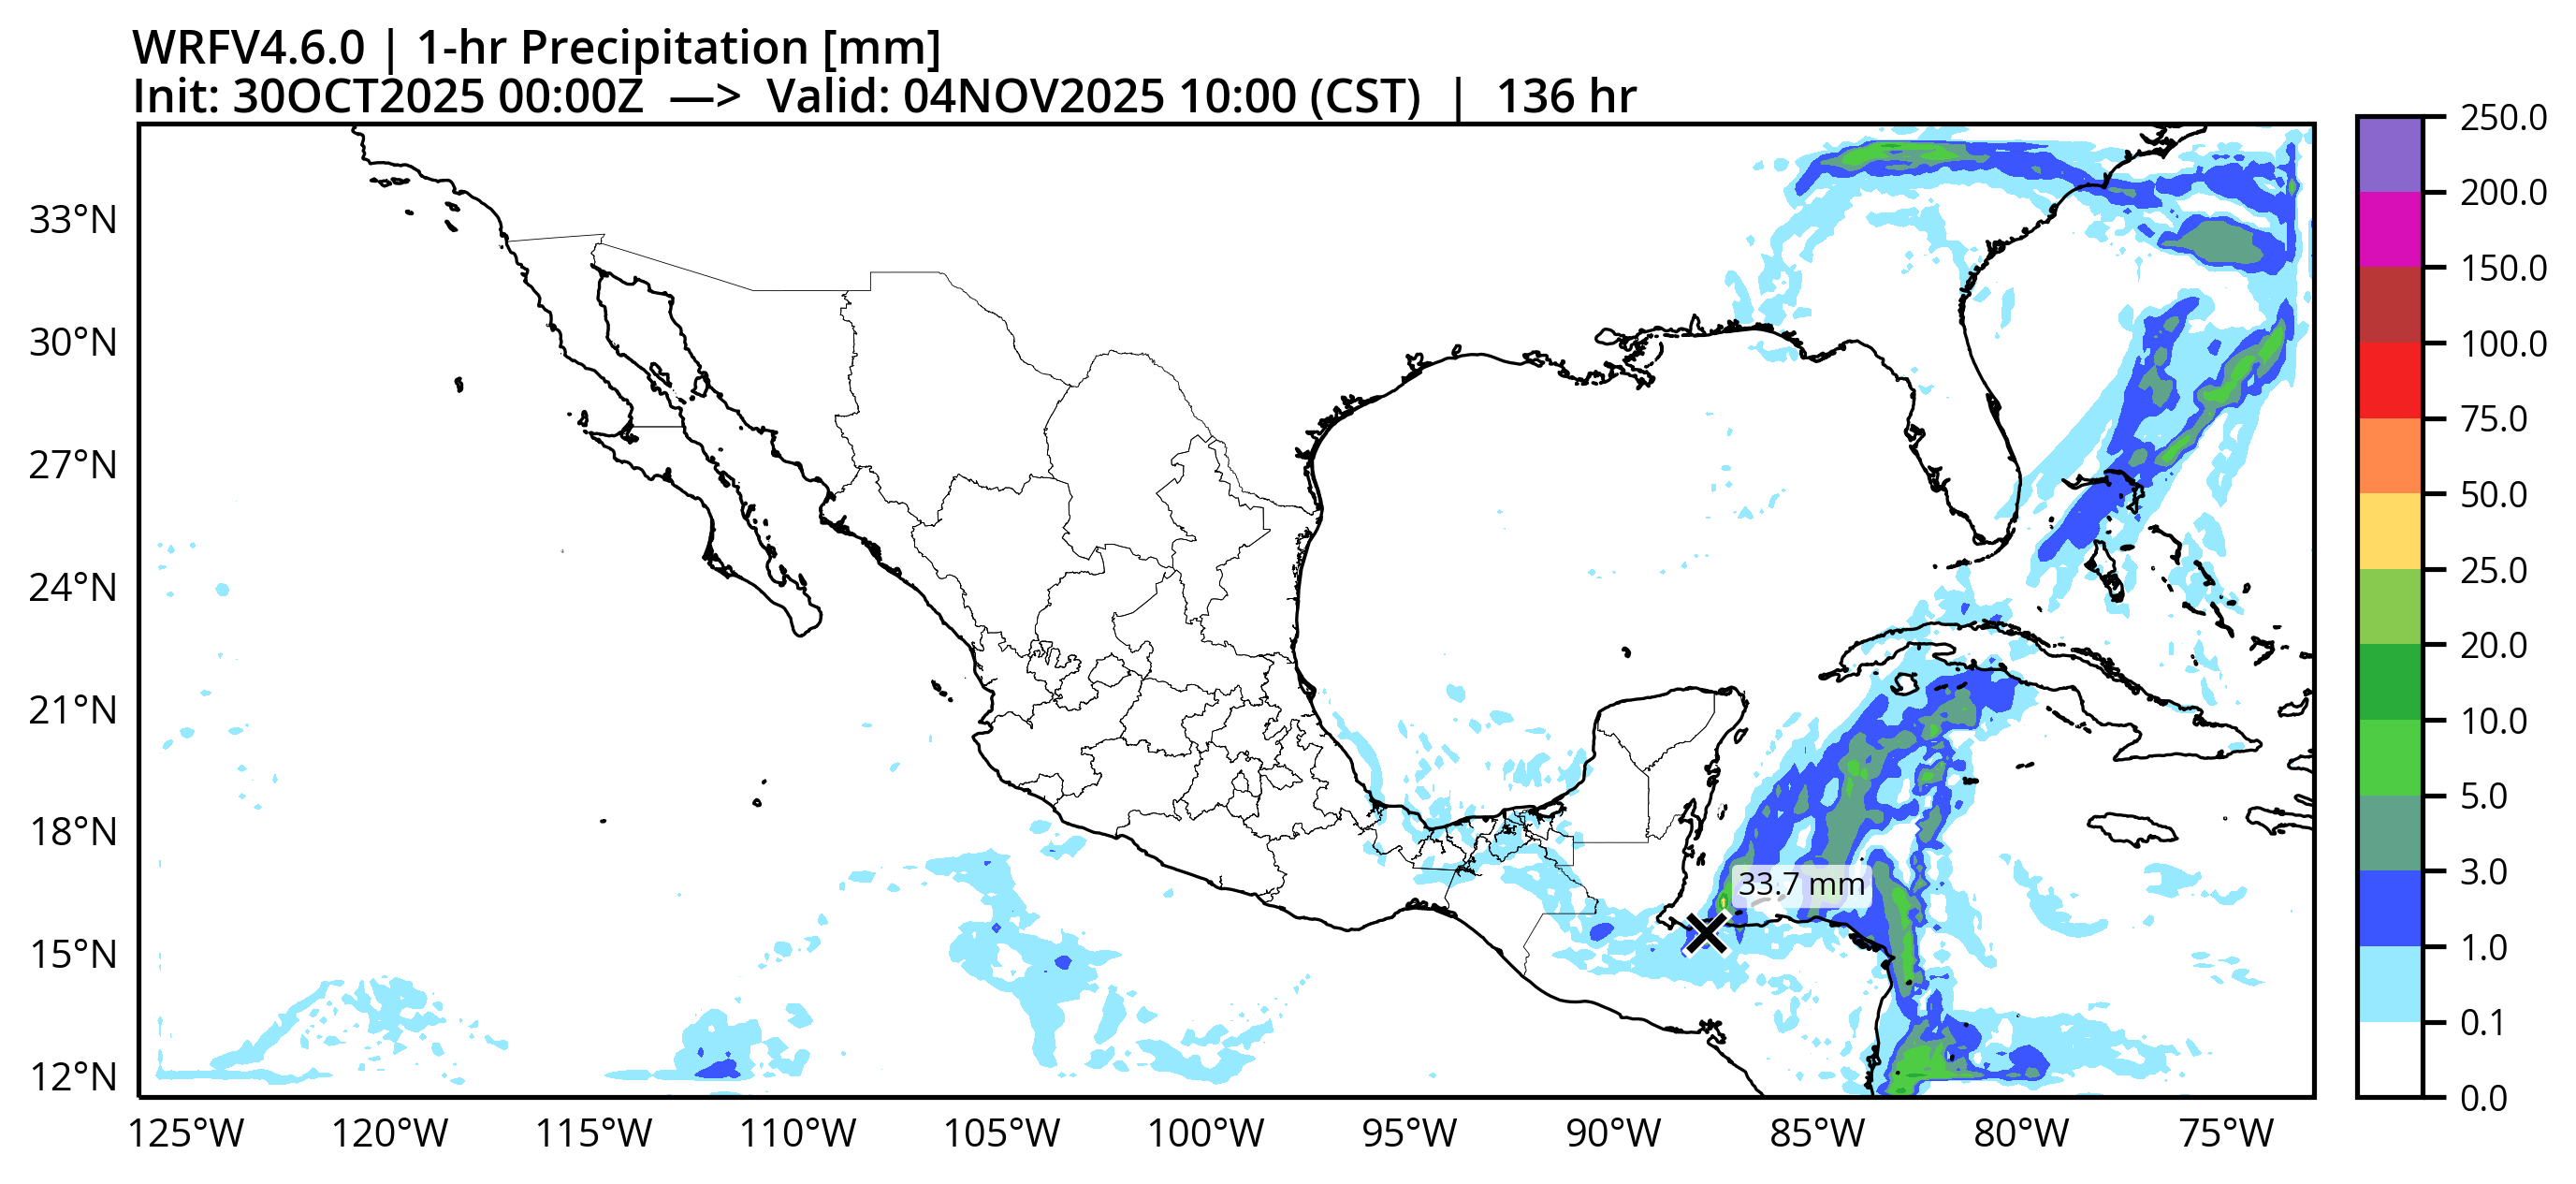 WRFV4.6.0 | 1-hr Precipitation [mm]
Init: 30OCT2025 00:00Z —> Valid: 04NOV2025 10:00 (CST) | 136 hr
33°N
30°N
27°N
24°N
21°N
18°N
15°N
12°N
33.7 mm
125°W 120°W 115°W 110°W 105°W 100°W 95°W 90°W 85°W 80°W 75°W
250.0
200.0
150.0
100.0
75.0
50.0
25.0
20.0
10.0
5.0
3.0
1.0
0.1
0.0